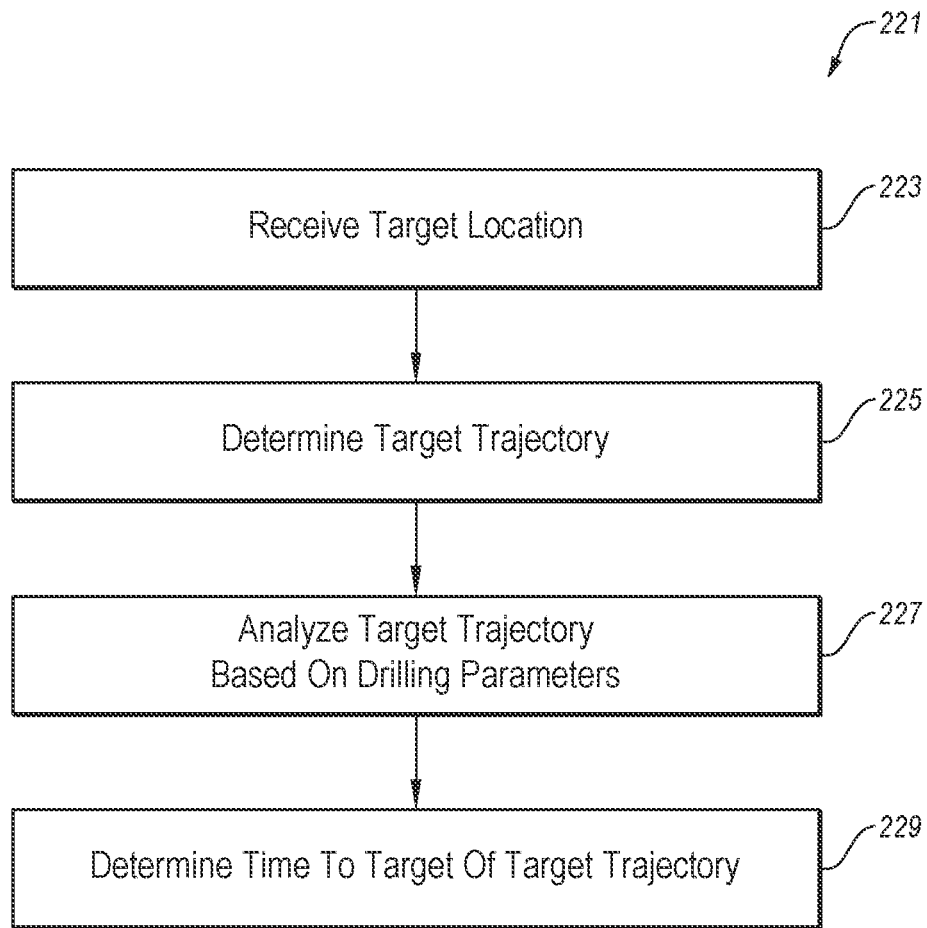 221
Receive Target Location
223
Determine Target Trajectory
225
Analyze Target Trajectory
Based On Drilling Parameters
227
Determine Time To Target Of Target Trajectory
229